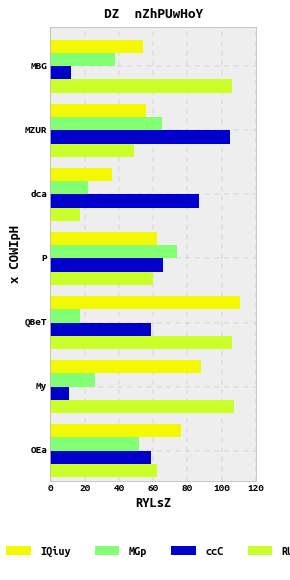 DZ  nZhPUwHoY
MBG
MZUR
dca
P
QBeT
My
OEa
x COWIpH
0 20 40 60 80 100 120
RYLsZ
IQiuy MGp ccC